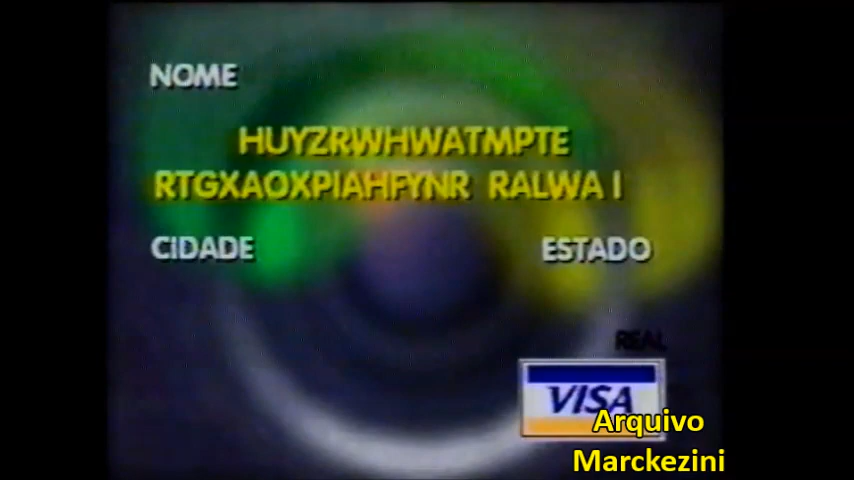 NOME
HUYZRWHWATMPTE
RTGXAOXPIAHFYNR RALWA I
CIDADE
ESTADO
REAL
VISA
Arquivo
Marckezini